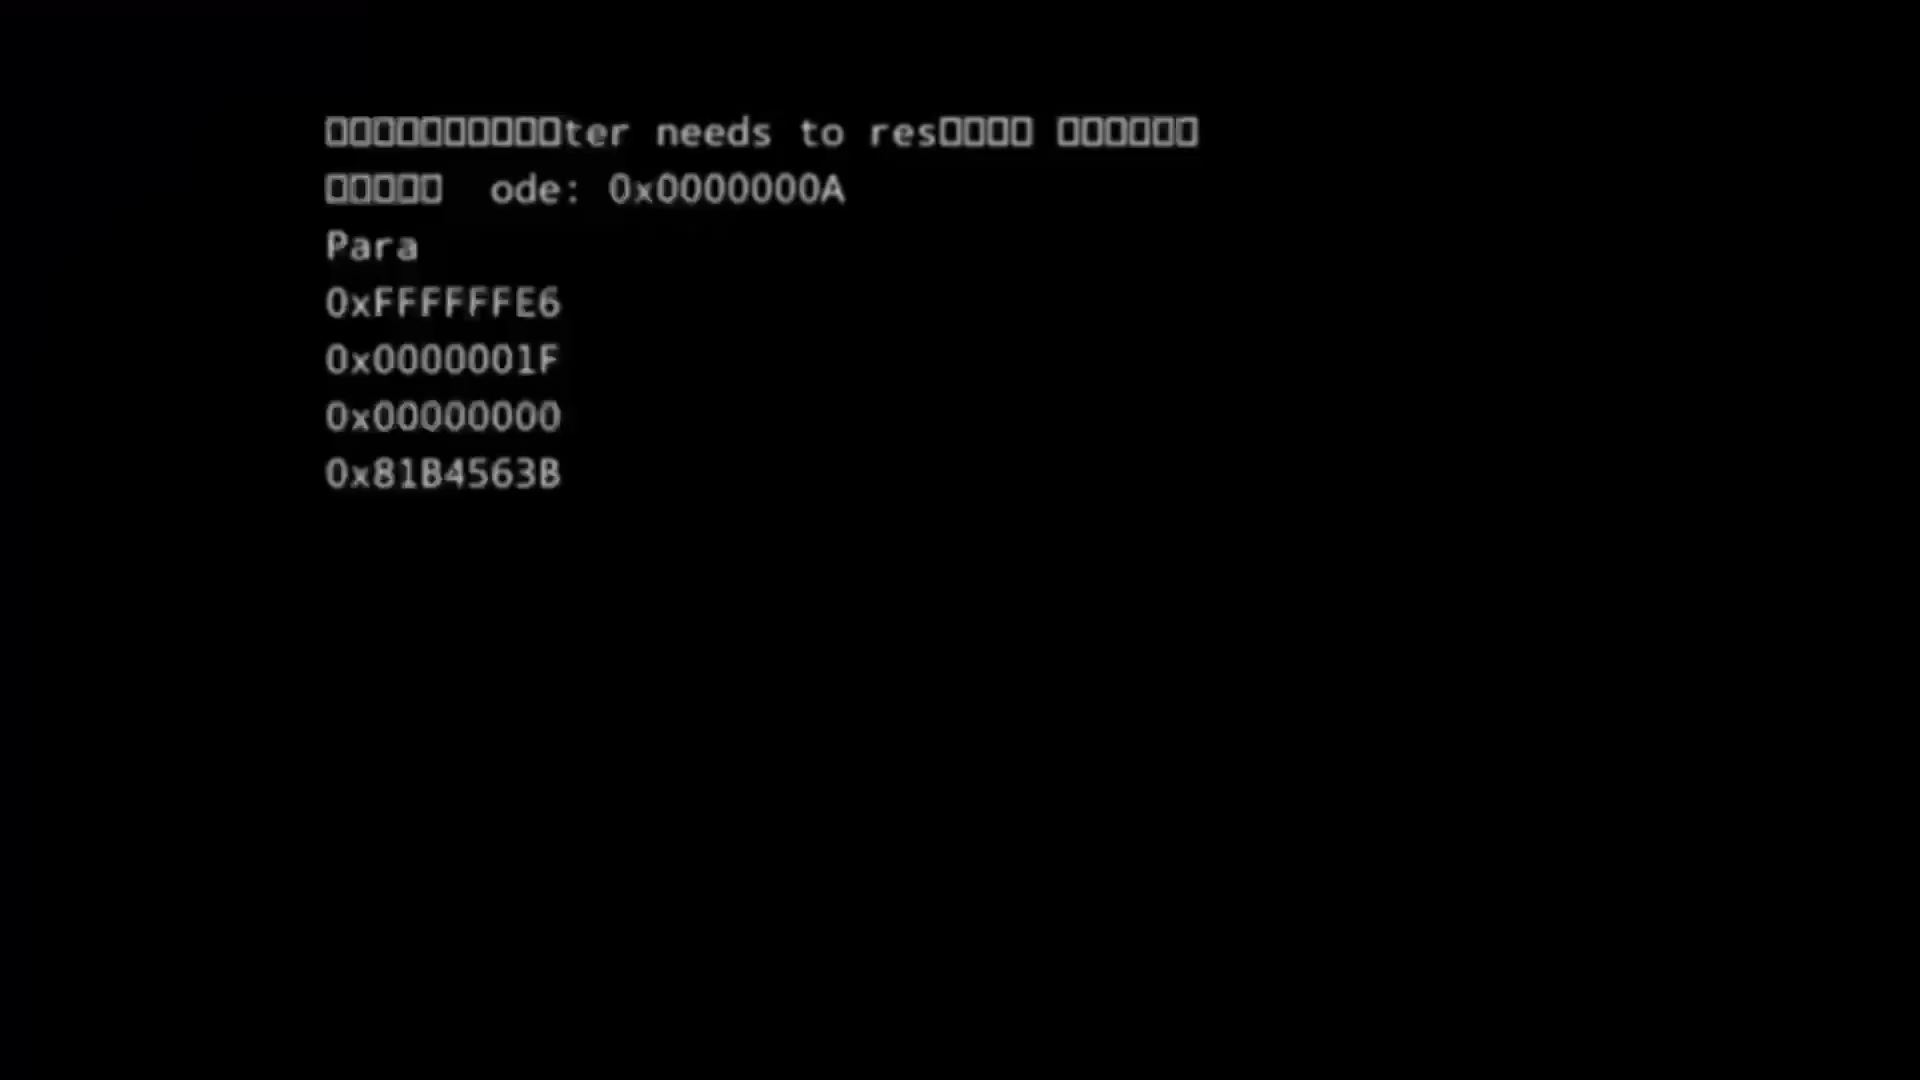 ▯▯▯▯▯▯▯▯▯▯ter needs to res▯▯▯▯ ▯▯▯▯▯▯
▯▯▯▯▯  ode: 0x0000000A
Para
0xFFFFFFE6
0x0000001F
0x00000000
0x81B4563B